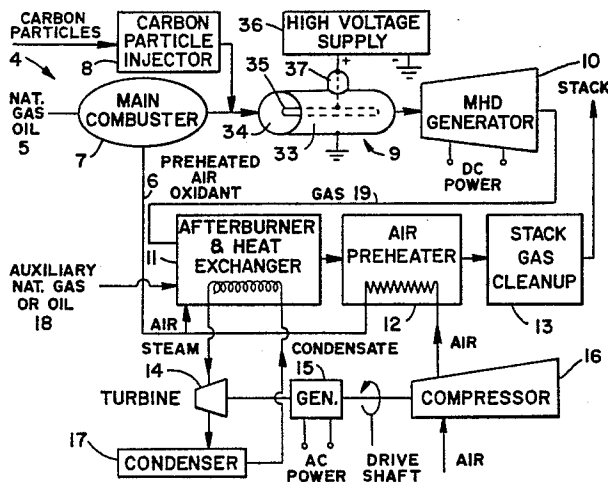 CARBON
PARTICLES
4
CARBON
PARTICLE
INJECTOR
8
36
HIGH VOLTAGE
SUPPLY
+
-
37
10
STACK
NAT.
GAS
OIL
5
MAIN
COMBUSTER
7
35
34
33
9
MHD
GENERATOR
DC
POWER
6
PREHEATED
AIR
OXIDANT
GAS 19
AFTERBURNER
& HEAT
EXCHANGER
11
AIR
PREHEATER
12
STACK
GAS
CLEANUP
13
AUXILIARY
NAT. GAS
OR OIL
18
AIR
STEAM
CONDENSATE
AIR
14
TURBINE
15
GEN.
COMPRESSOR
16
17
CONDENSER
AC
POWER
DRIVE
SHAFT
AIR